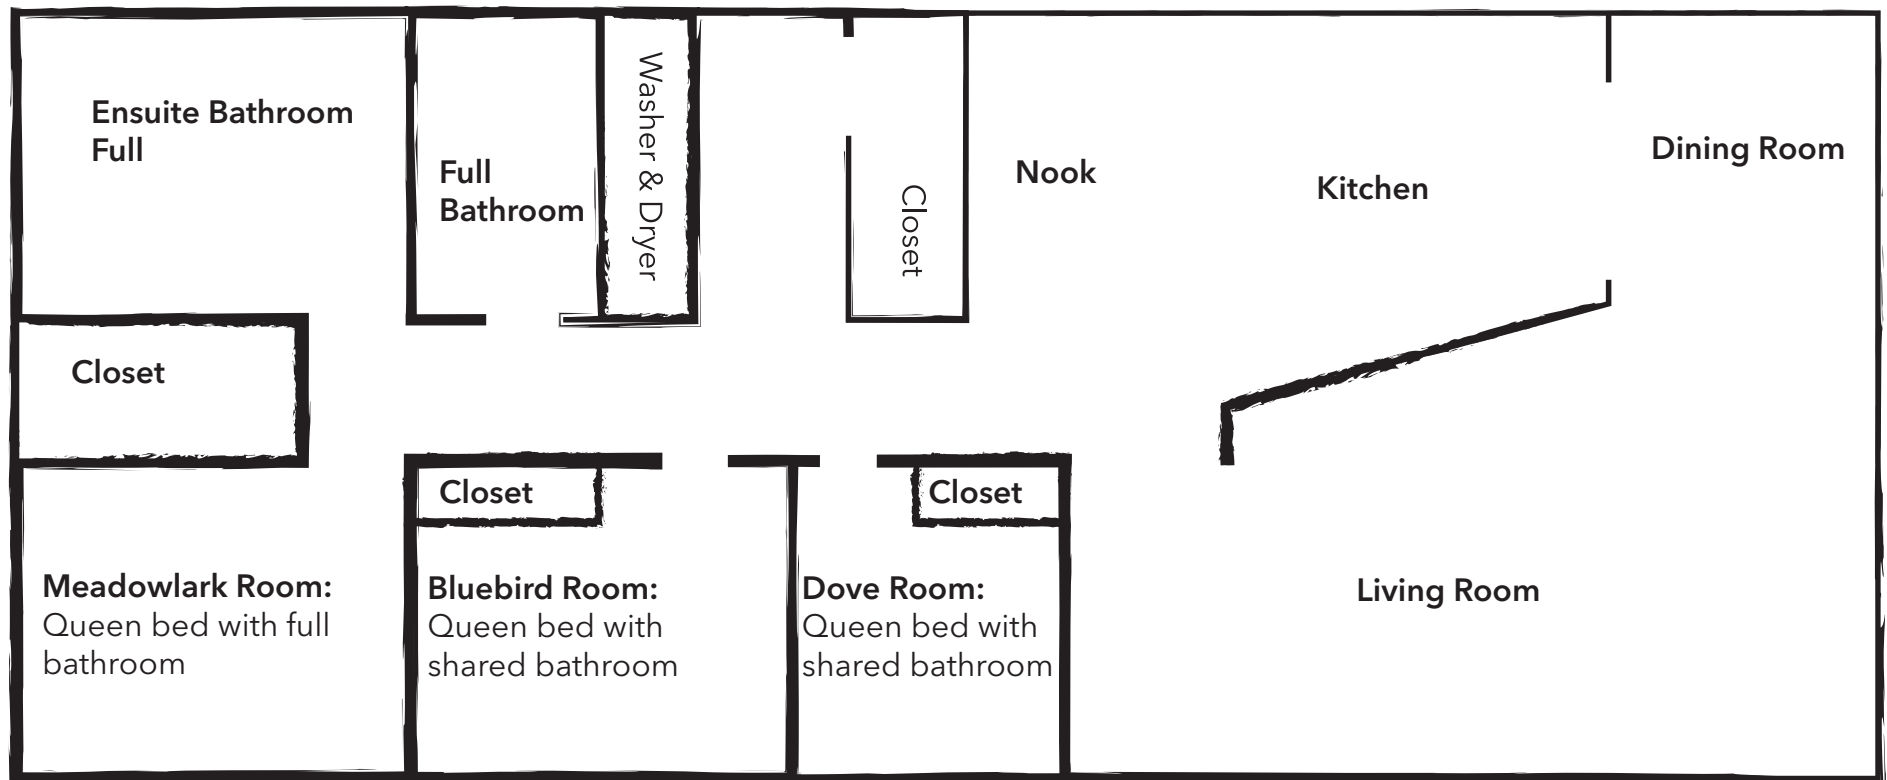 Ensuite Bathroom
Full
Full
Bathroom
Washer & Dryer
Closet
Nook
Kitchen
Dining Room
Closet
Closet
Closet
Meadowlark Room:
Queen bed with full
bathroom
Bluebird Room:
Queen bed with
shared bathroom
Dove Room:
Queen bed with
shared bathroom
Living Room